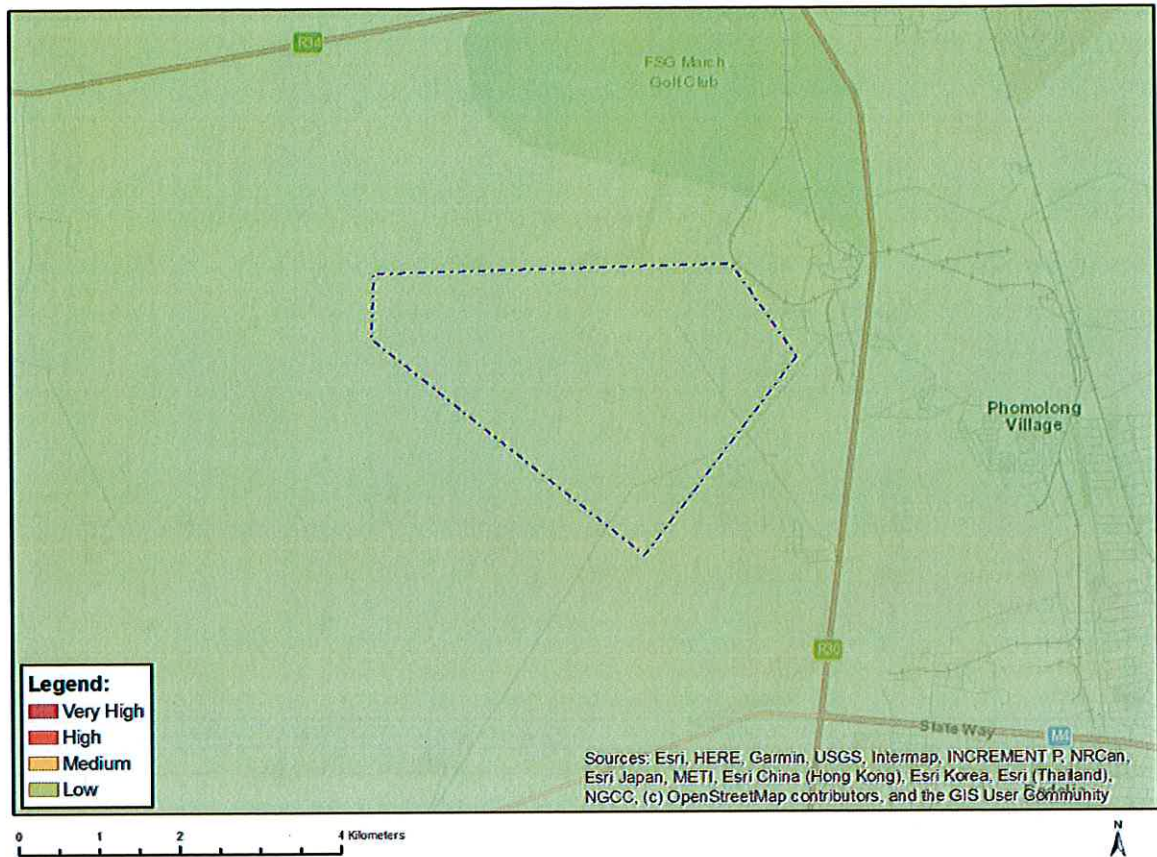 R34
FSG March
Golf Club
Phomolong
Village
R30
State Way
M4
Legend:
Very High
High
Medium
Low
Sources: Esri, HERE, Garmin, USGS, Intermap, INCREMENT P, NRCan,
Esri Japan, METI, Esri China (Hong Kong), Esri Korea, Esri (Thailand),
NGCC, (c) OpenStreetMap contributors, and the GIS User Community
0 1 2 4 Kilometers
N